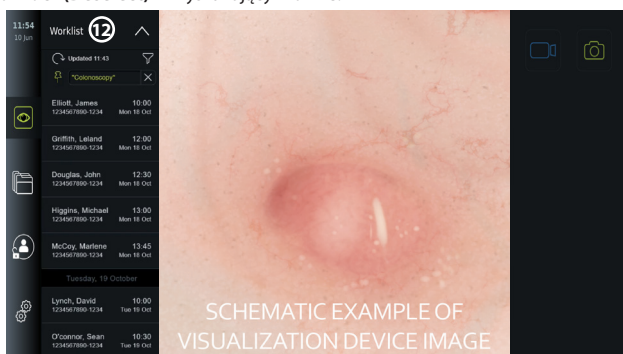 11:54
10 Jun
Worklist 12
Updated 11:43
"Colonoscopy"
Elliott, James 10:00
1234567890-1234 Mon 18 Oct
Griffith, Leland 12:00
1234567890-1234 Mon 18 Oct
Douglas, John 12:30
1234567890-1234 Mon 18 Oct
Higgins, Michael 13:00
1234567890-1234 Mon 18 Oct
McCoy, Marlene 13:45
1234567890-1234 Mon 18 Oct
Tuesday, 19 October
Lynch, David 10:00
1234567890-1234 Tue 19 Oct
O'connor, Sean 10:30
1234567890-1234 Tue 19 Oct
SCHEMATIC EXAMPLE OF
VISUALIZATION DEVICE IMAGE